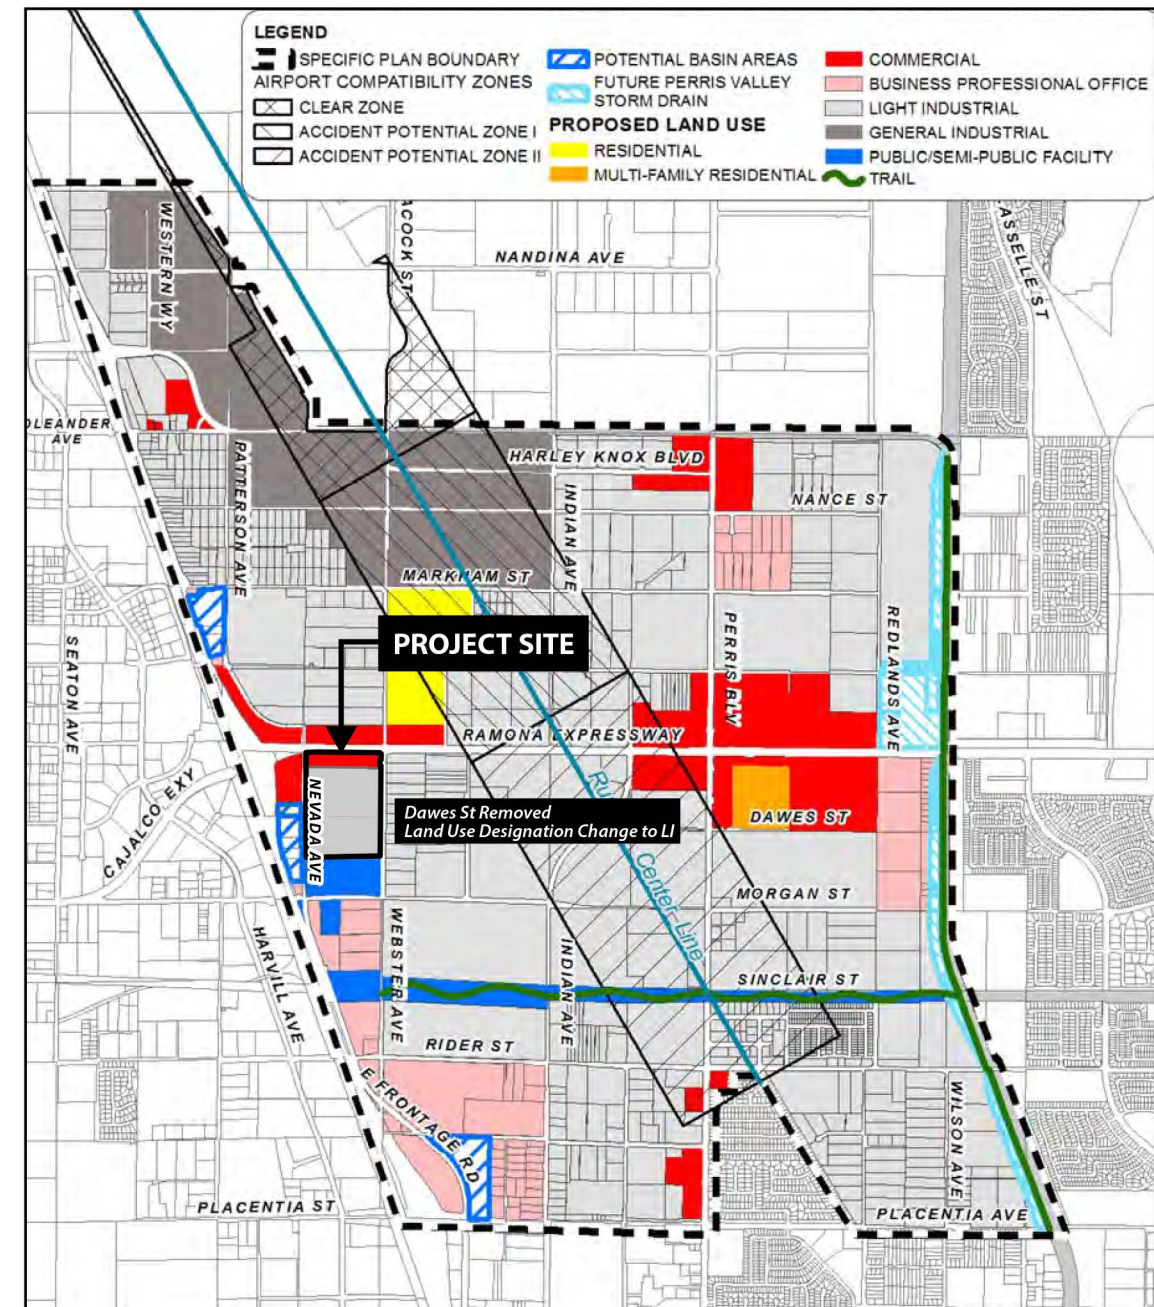 LEGEND
SPECIFIC PLAN BOUNDARY
AIRPORT COMPATIBILITY ZONES
CLEAR ZONE
ACCIDENT POTENTIAL ZONE I
ACCIDENT POTENTIAL ZONE II
POTENTIAL BASIN AREAS
FUTURE PERRIS VALLEY
STORM DRAIN
PROPOSED LAND USE
RESIDENTIAL
MULTI-FAMILY RESIDENTIAL
COMMERCIAL
BUSINESS PROFESSIONAL OFFICE
LIGHT INDUSTRIAL
GENERAL INDUSTRIAL
PUBLIC/SEMI-PUBLIC FACILITY
TRAIL
WESTERN WY
ACOCK ST
NANDINA AVE
ASSELLE ST
OLEANDER
AVE
PATTERSON AVE
HARLEY KNOX BLVD
INDIAN AVE
NANCE ST
MARKHAM ST
SEATON AVE
PROJECT SITE
PERRIS BLV
REDLANDS AVE
RAMONA EXPRESSWAY
CAJALCO EXY
NEVADA AVE
Dawes St Removed
Land Use Designation Change to LI
Ru
Center Line
DAWES ST
MORGAN ST
HARVILL AVE
WEBSTER AVE
INDIAN AVE
SINCLAIR ST
RIDER ST
E FRONTAGE RD
WILSON AVE
PLACENTIA ST
PLACENTIA AVE